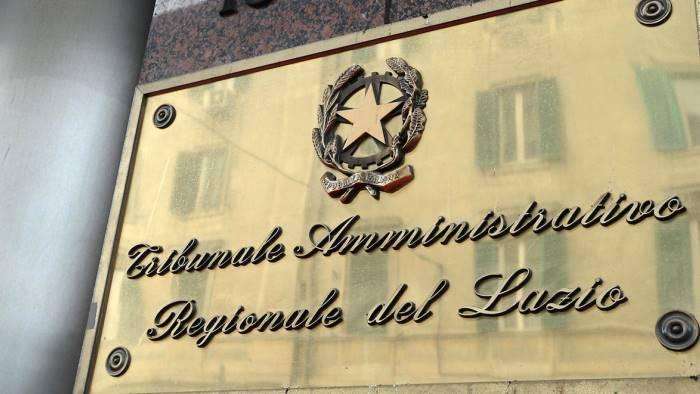 Tribunale Amministrativo
Regionale del Lazio